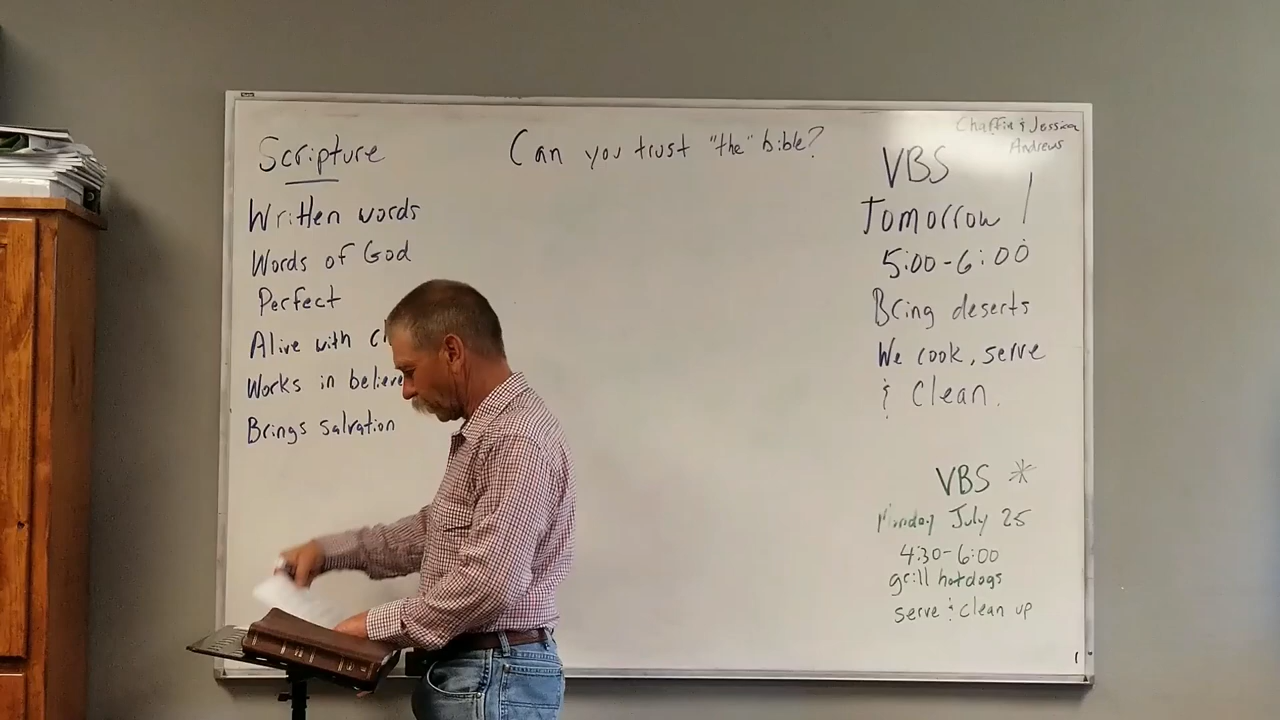 Scripture
Written words
Words of God
Perfect
Alive with
Works in believe
Brings salvation
Can you trust "the" bible?
Chaffin & Jessica
Andrews
VBS
Tomorrow!
5:00-6:00
Bring deserts
We cook, serve
& Clean.
VBS *
Monday July 25
4:30-6:00
grill hotdogs
serve & clean up